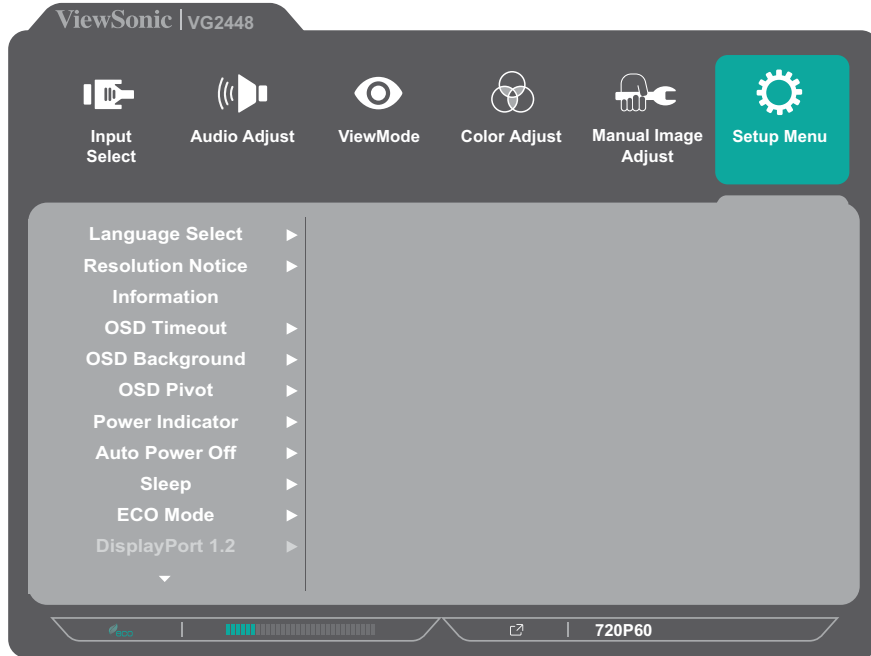 ViewSonic | VG2448
Input
Select
Audio Adjust
ViewMode
Color Adjust
Manual Image
Adjust
Setup Menu
Language Select
Resolution Notice
Information
OSD Timeout
OSD Background
OSD Pivot
Power Indicator
Auto Power Off
Sleep
ECO Mode
DisplayPort 1.2
eco
720P60